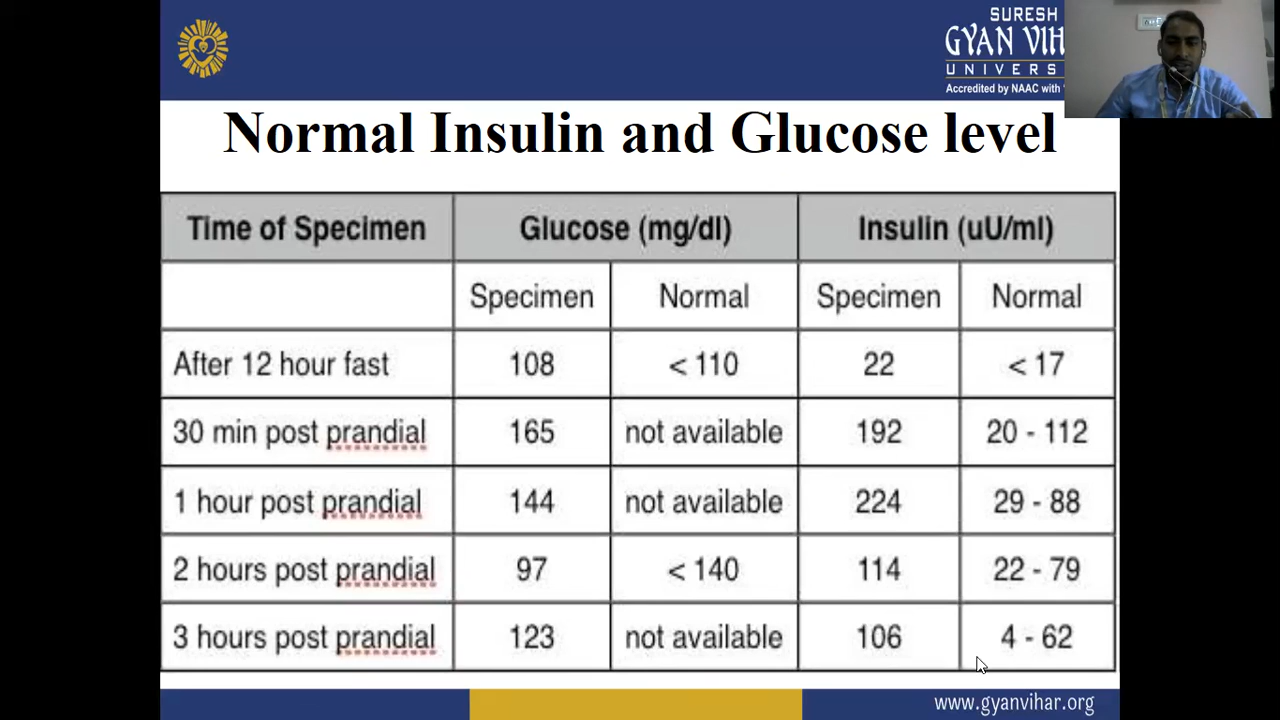 SURESH
GYAN VIH
UNIVERS
Accredited by NAAC with
Normal Insulin and Glucose level
Time of Specimen Glucose (mg/dl) Insulin (uU/ml)
Specimen Normal Specimen Normal
After 12 hour fast 108 < 110 22 < 17
30 min post prandial 165 not available 192 20 - 112
1 hour post prandial 144 not available 224 29 - 88
2 hours post prandial 97 < 140 114 22 - 79
3 hours post prandial 123 not available 106 4 - 62
www.gyanvihar.org